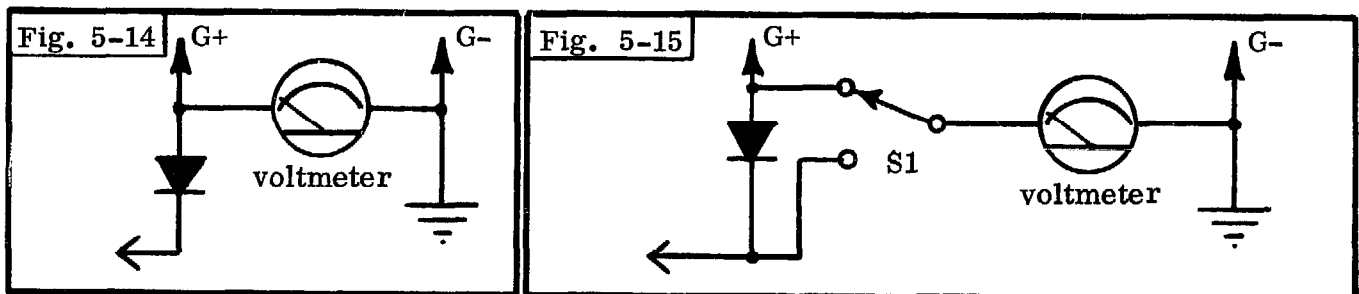 Fig. 5-14
G+
G-
voltmeter
Fig. 5-15
G+
G-
S1
voltmeter